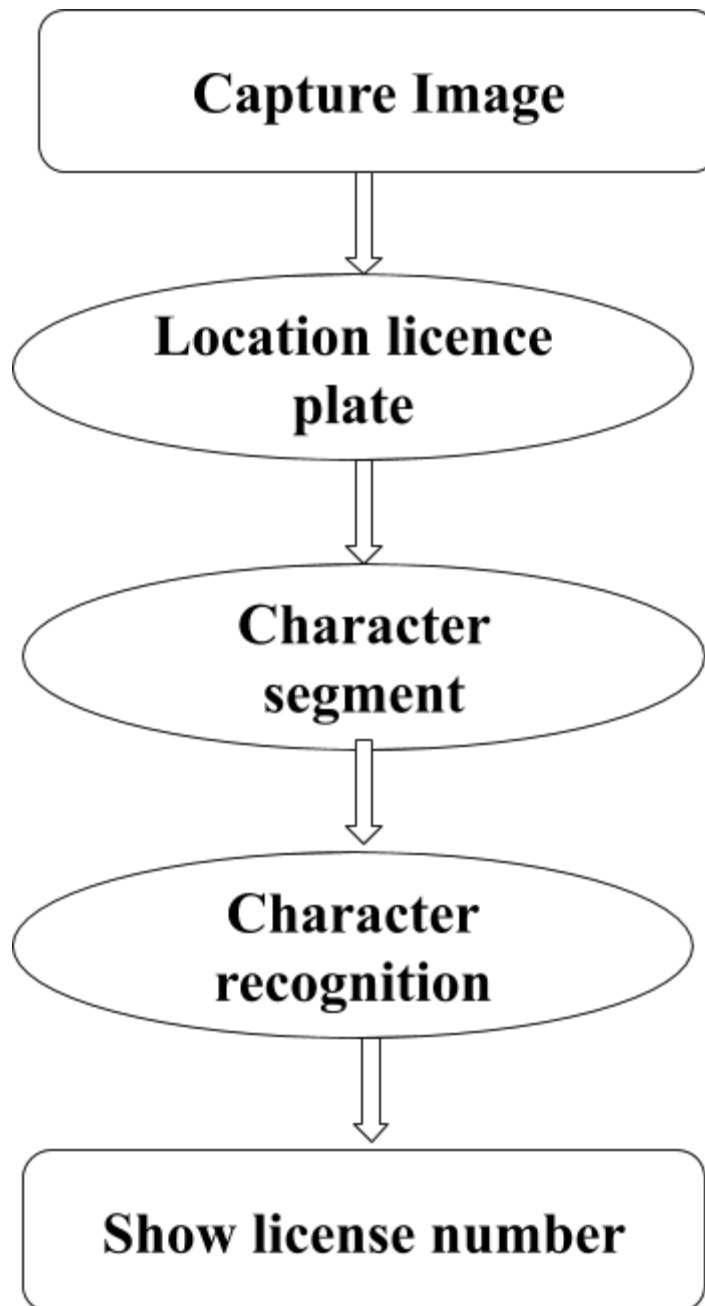 Capture Image
Location licence
plate
Character
segment
Character
recognition
Show license number